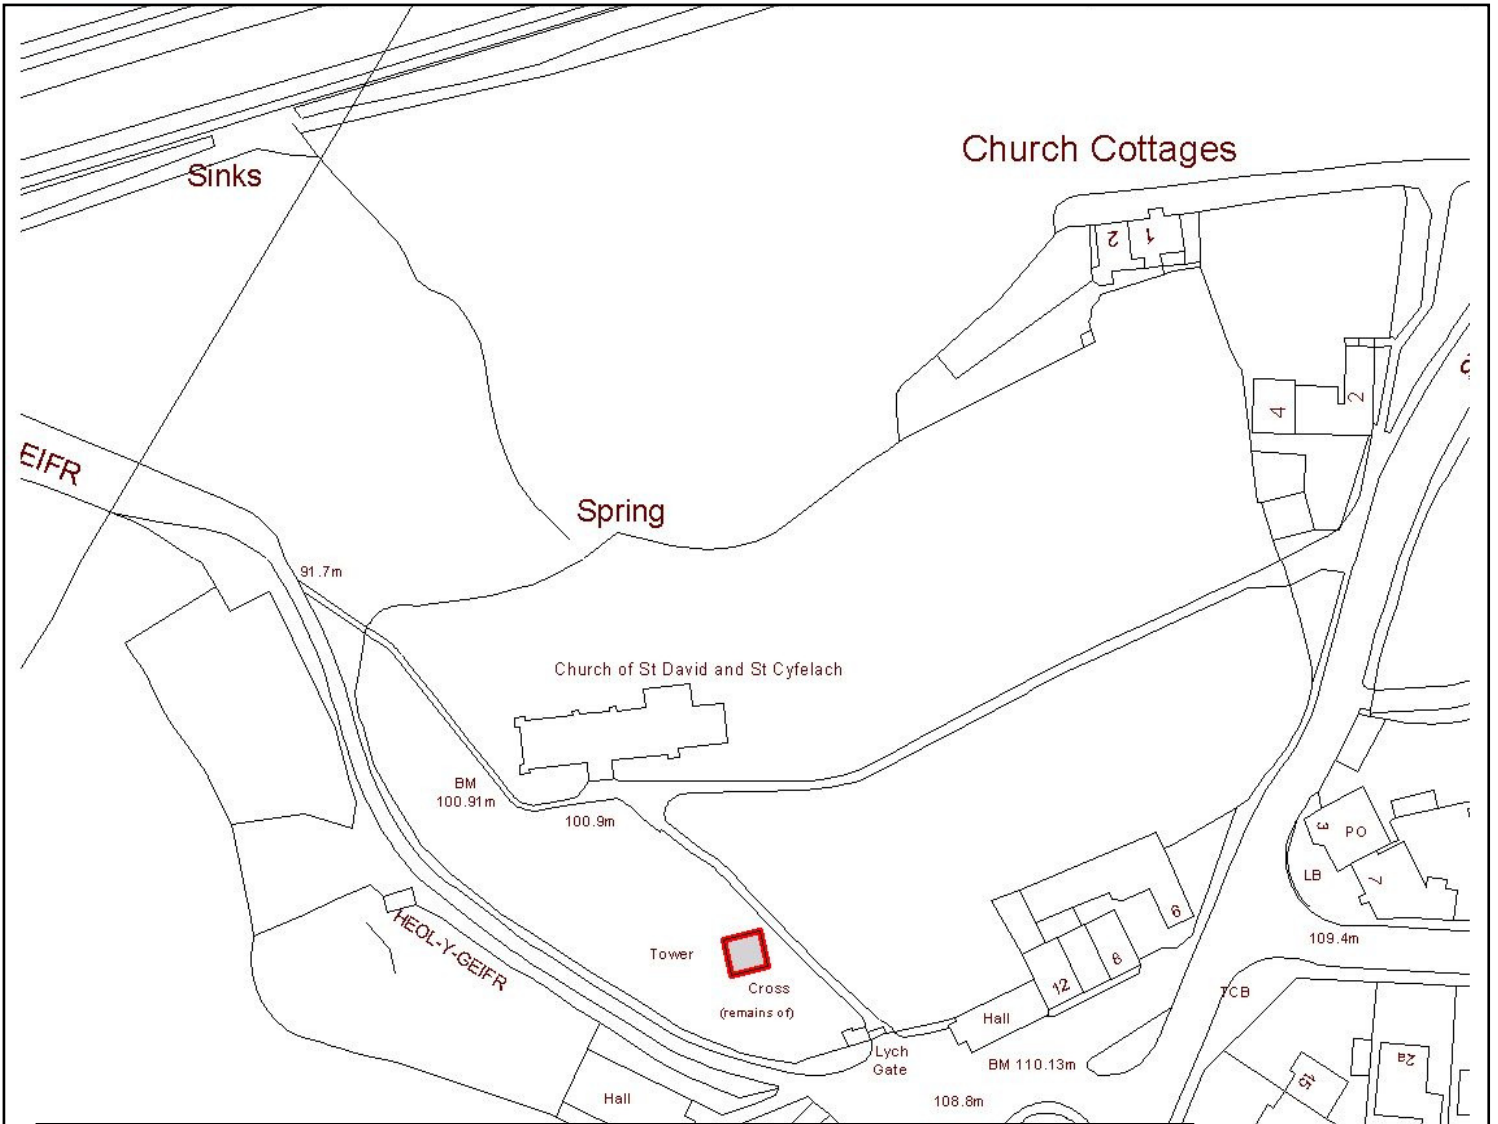 Church Cottages
Sinks
2
1
2
4
EIFR
Spring
91.7m
Church of St David and St Cyfelach
BM
100.91m
100.9m
3
PO
7
LB
6
8
12
109.4m
HEOL-Y-GEIFR
Tower
Cross
(remains of)
TCB
Hall
Lych
Gate
BM 110.13m
2a
15
Hall
108.8m